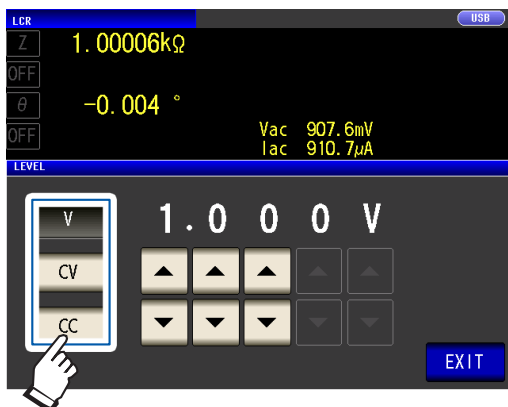 LCR
USB
Z 1.00006kΩ
OFF
θ -0.004 °
OFF
Vac 907.6mV
Iac 910.7μA
LEVEL
V
1.000V
CV
CC
EXIT